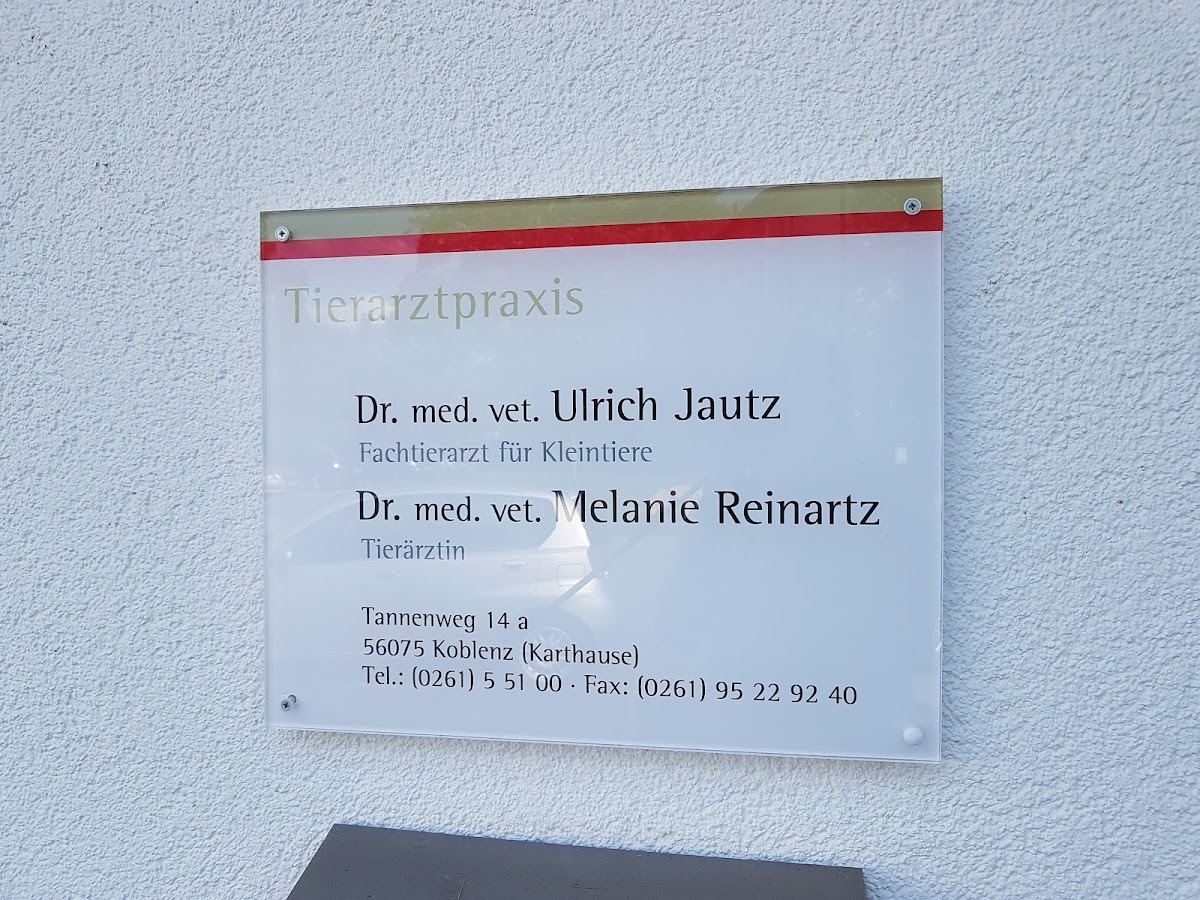 Tierarztpraxis
Dr. med. vet. Ulrich Jautz
Fachtierarzt für Kleintiere
Dr. med. vet. Melanie Reinartz
Tierärztin
Tannenweg 14 a
56075 Koblenz (Karthause)
Tel.: (0261) 5 51 00 · Fax: (0261) 95 22 92 40